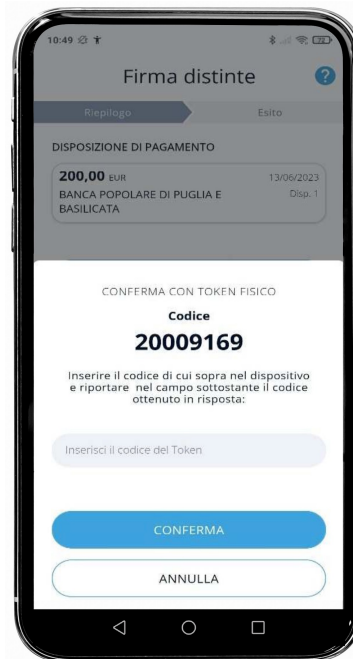 10:49
72
Firma distinte
?
Riepilogo
Esito
DISPOSIZIONE DI PAGAMENTO
200,00 EUR
13/06/2023
BANCA POPOLARE DI PUGLIA E
Disp. 1
BASILICATA
CONFERMA CON TOKEN FISICO
Codice
20009169
Inserire il codice di cui sopra nel dispositivo
e riportare nel campo sottostante il codice
ottenuto in risposta:
Inserisci il codice del Token
CONFERMA
ANNULLA